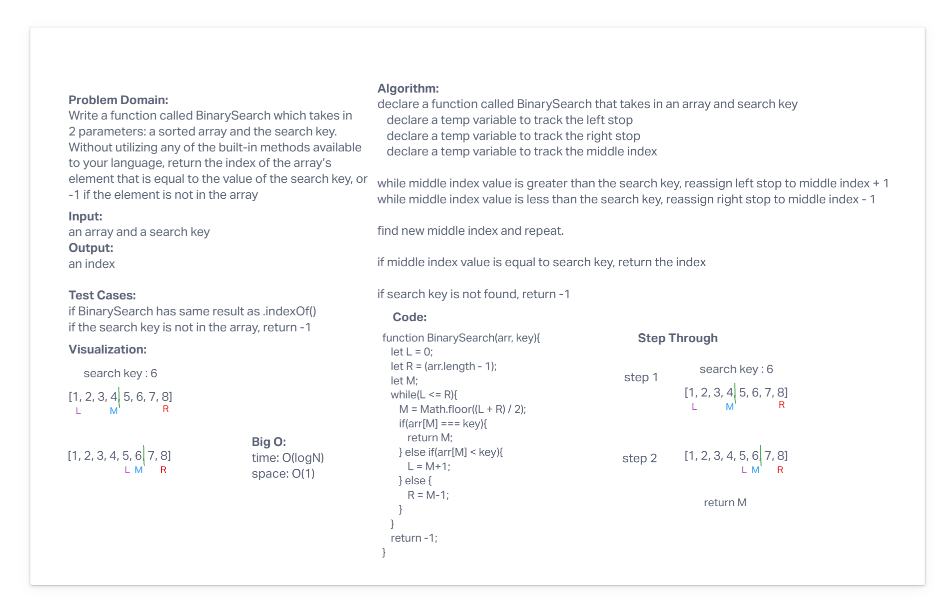 Problem Domain:
Write a function called BinarySearch which takes in
2 parameters: a sorted array and the search key.
Without utilizing any of the built-in methods available
to your language, return the index of the array's
element that is equal to the value of the search key, or
-1 if the element is not in the array
Input:
an array and a search key
Output:
an index
Test Cases:
if BinarySearch has same result as .indexOf()
if the search key is not in the array, return -1
Visualization:
search key : 6
[1, 2, 3, 4, 5, 6, 7, 8]
L M R
[1, 2, 3, 4, 5, 6, 7, 8]
L M R
Big O:
time: O(logN)
space: O(1)
Algorithm:
declare a function called BinarySearch that takes in an array and search key
declare a temp variable to track the left stop
declare a temp variable to track the right stop
declare a temp variable to track the middle index
while middle index value is greater than the search key, reassign left stop to middle index + 1
while middle index value is less than the search key, reassign right stop to middle index - 1
find new middle index and repeat.
if middle index value is equal to search key, return the index
if search key is not found, return -1
Code:
function BinarySearch(arr, key){
let L = 0;
let R = (arr.length - 1);
let M;
while(L <= R){
M = Math.floor((L + R) / 2);
if(arr[M] === key){
return M;
} else if(arr[M] < key){
L = M+1;
} else {
R = M-1;
}
}
return -1;
}
Step Through
step 1
search key : 6
[1, 2, 3, 4, 5, 6, 7, 8]
L M R
step 2
[1, 2, 3, 4, 5, 6, 7, 8]
L M R
return M